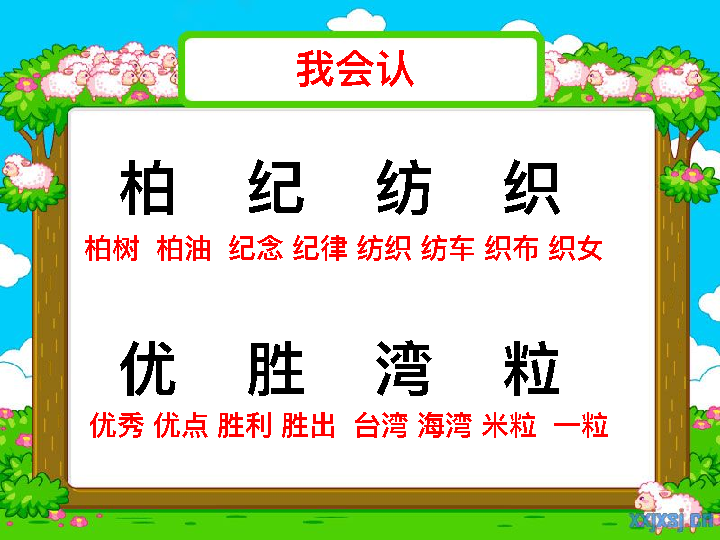 我会认
柏 纪 纺 织
柏树 柏油 纪念 纪律 纺织 纺车 织布 织女
优 胜 湾 粒
优秀 优点 胜利 胜出 台湾 海湾 米粒 一粒
xxjxsj.cn